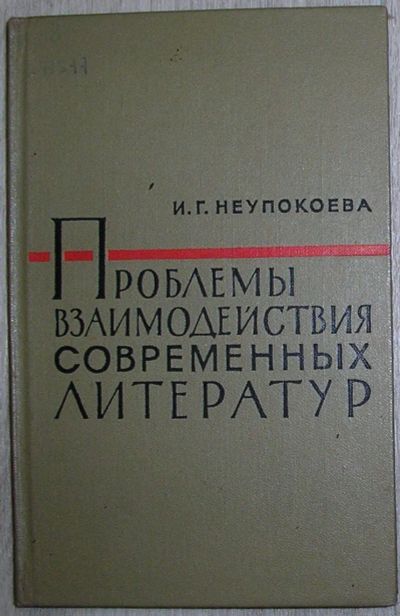 И. Г. НЕУПОКОЕВА
ПРОБЛЕМЫ
ВЗАИМОДЕЙСТВИЯ
СОВРЕМЕННЫХ
ЛИТЕРАТУР